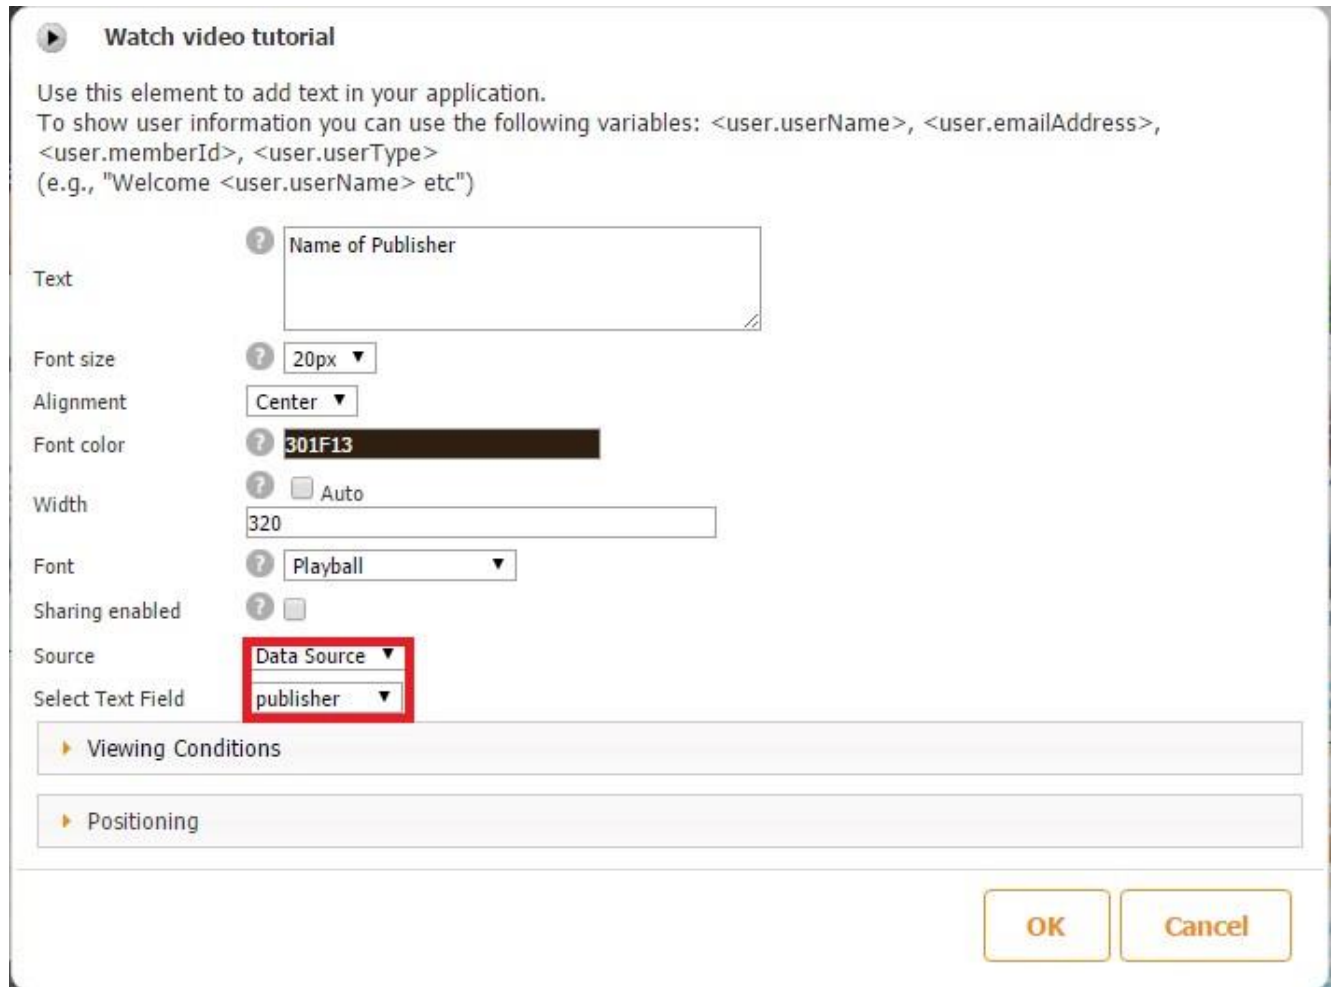 Watch video tutorial
Use this element to add text in your application.
To show user information you can use the following variables: <user.userName>, <user.emailAddress>,
<user.memberId>, <user.userType>
(e.g., "Welcome <user.userName> etc")
Text ? Name of Publisher
Font size ? 20px
Alignment Center
Font color ? 301F13
Width ? Auto
320
Font ? Playball
Sharing enabled ?
Source Data Source
Select Text Field publisher
Viewing Conditions
Positioning
OK Cancel